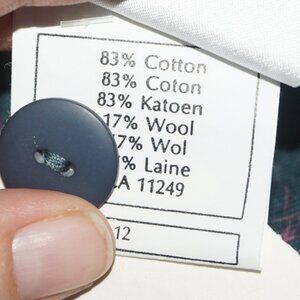 83% Cotton
83% Coton
83% Katoen
17% Wool
7% Wol
% Laine
A 11249
12